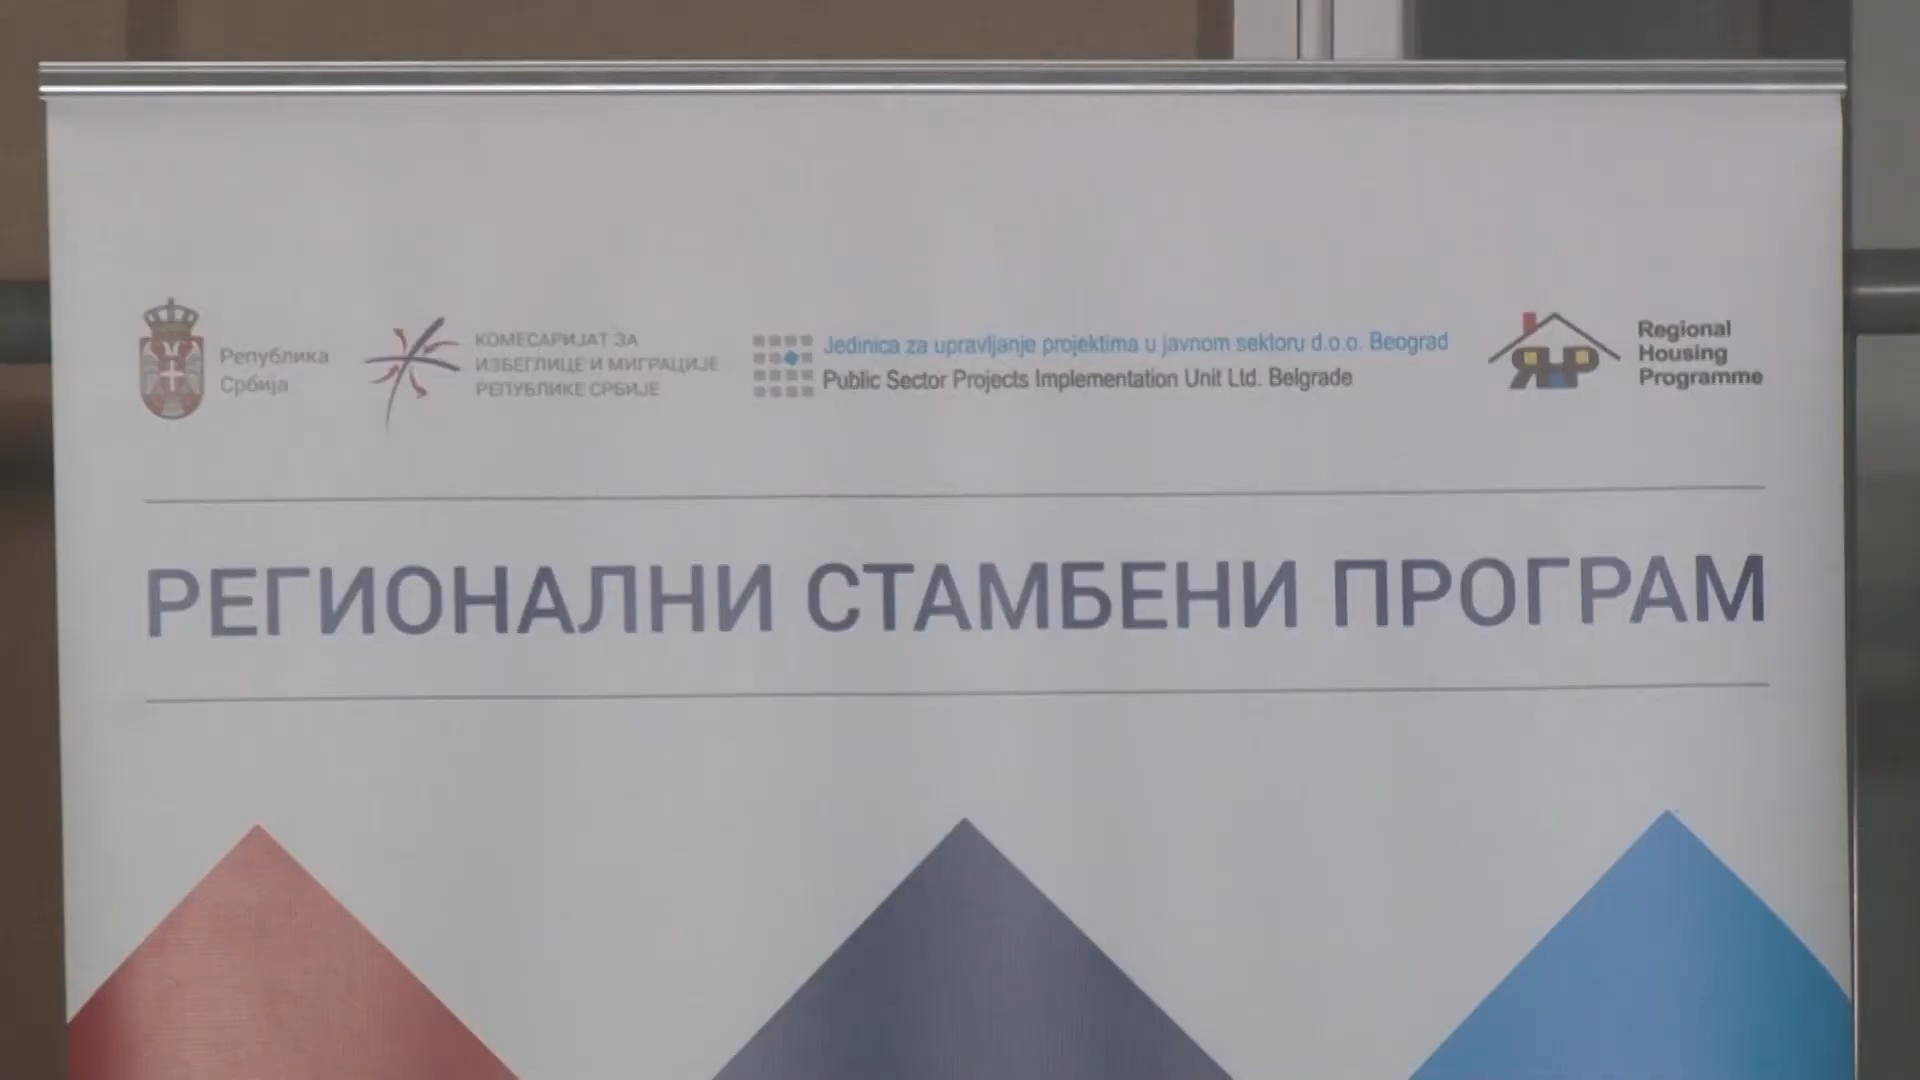 Република
Србија
КОМЕСАРИЈАТ ЗА
ИЗБЕГЛИЦЕ И МИГРАЦИЈЕ
РЕПУБЛИКЕ СРБИЈЕ
Jedinica za upravljanje projektima u javnom sektoru d.o.o. Beograd
Public Sector Projects Implementation Unit Ltd. Belgrade
RHP
Regional
Housing
Programme
РЕГИОНАЛНИ СТАМБЕНИ ПРОГРАМ